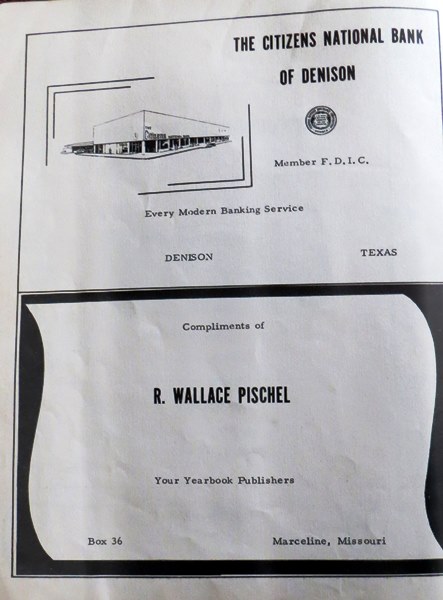 THE CITIZENS NATIONAL BANK
OF DENISON
Member F. D. I. C.
Every Modern Banking Service
DENISON TEXAS
Compliments of
R. WALLACE PISCHEL
Your Yearbook Publishers
Box 36 Marceline, Missouri